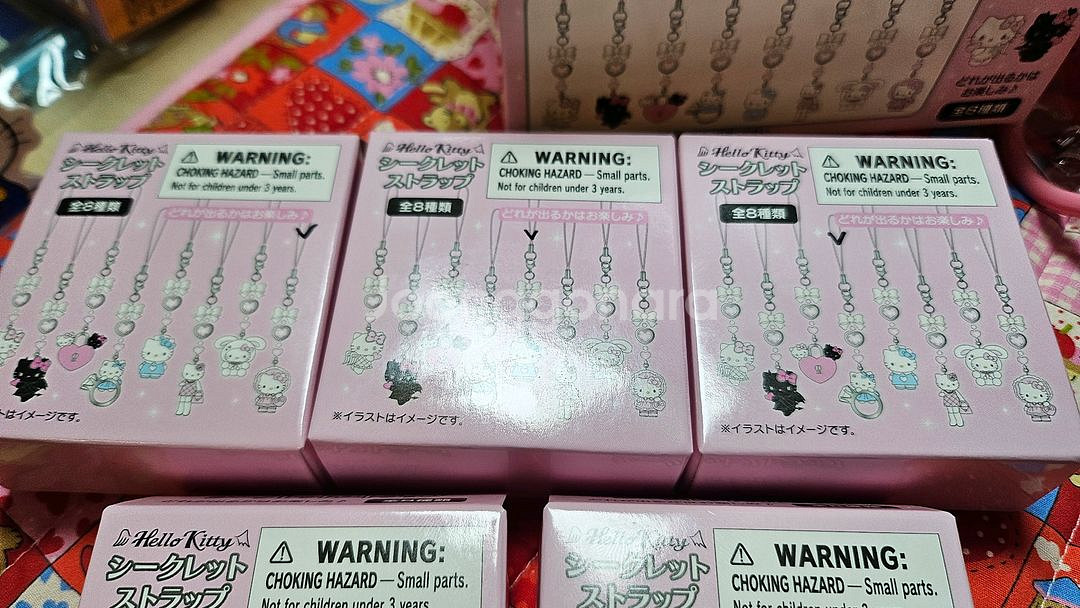 どれが出るかは
お楽しみ♪
全8種類
Hello Kitty
シークレット
ストラップ
全8種類
WARNING:
CHOKING HAZARD — Small parts.
Not for children under 3 years.
どれが出るかはお楽しみ♪
トはイメージです。
Hello Kitty
シークレット
ストラップ
全8種類
WARNING:
CHOKING HAZARD — Small parts.
Not for children under 3 years.
どれが出るかはお楽しみ♪
※イラストはイメージです。
Hello Kitty
シークレット
ストラップ
全8種類
WARNING:
CHOKING HAZARD — Small parts.
Not for children under 3 years.
どれが出るかはお楽しみ♪
※イラストはイメージです。
Hello Kitty
シークレット
ストラップ
WARNING:
CHOKING HAZARD — Small parts.
Not for children under 3 years.
Hello Kitty
シークレット
ストラップ
WARNING:
CHOKING HAZARD — Small parts.
Not for children under 3 years.